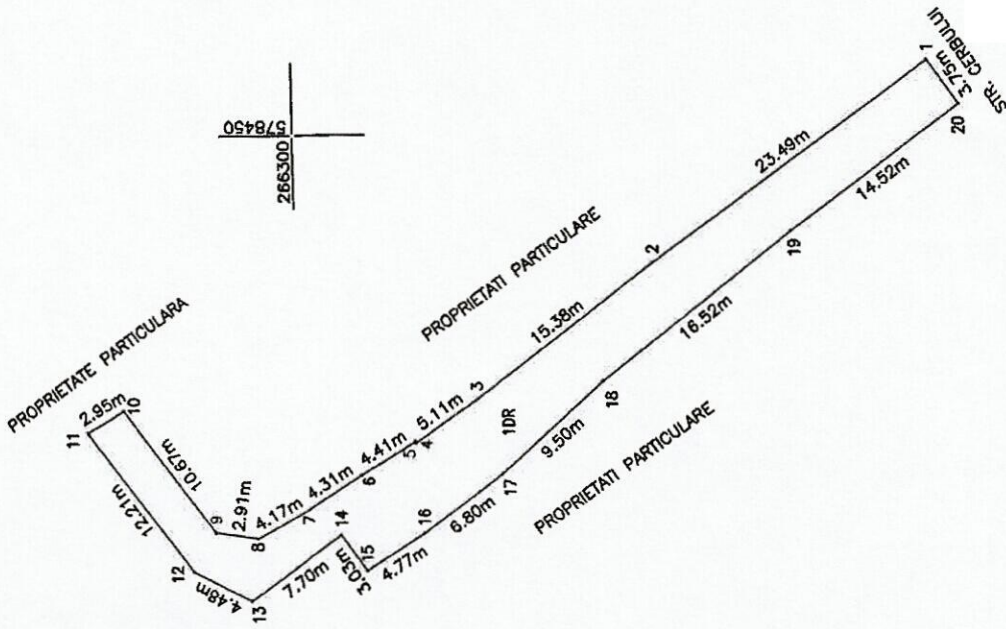 578450
266300
PROPRIETATE PARTICULARA
PROPRIETATI PARTICULARE
PROPRIETATI PARTICULARE
STR. CERBULUI
1DR
1
23.49m
2
15.38m
3
5.11m
4
5
4.41m
6
4.31m
7
4.17m
8
2.91m
9
10.67m
10
2.95m
11
12.21m
12
4.48m
13
7.70m
14
3.03m
15
4.77m
16
6.80m
17
9.50m
18
16.52m
19
14.52m
20
3.75m